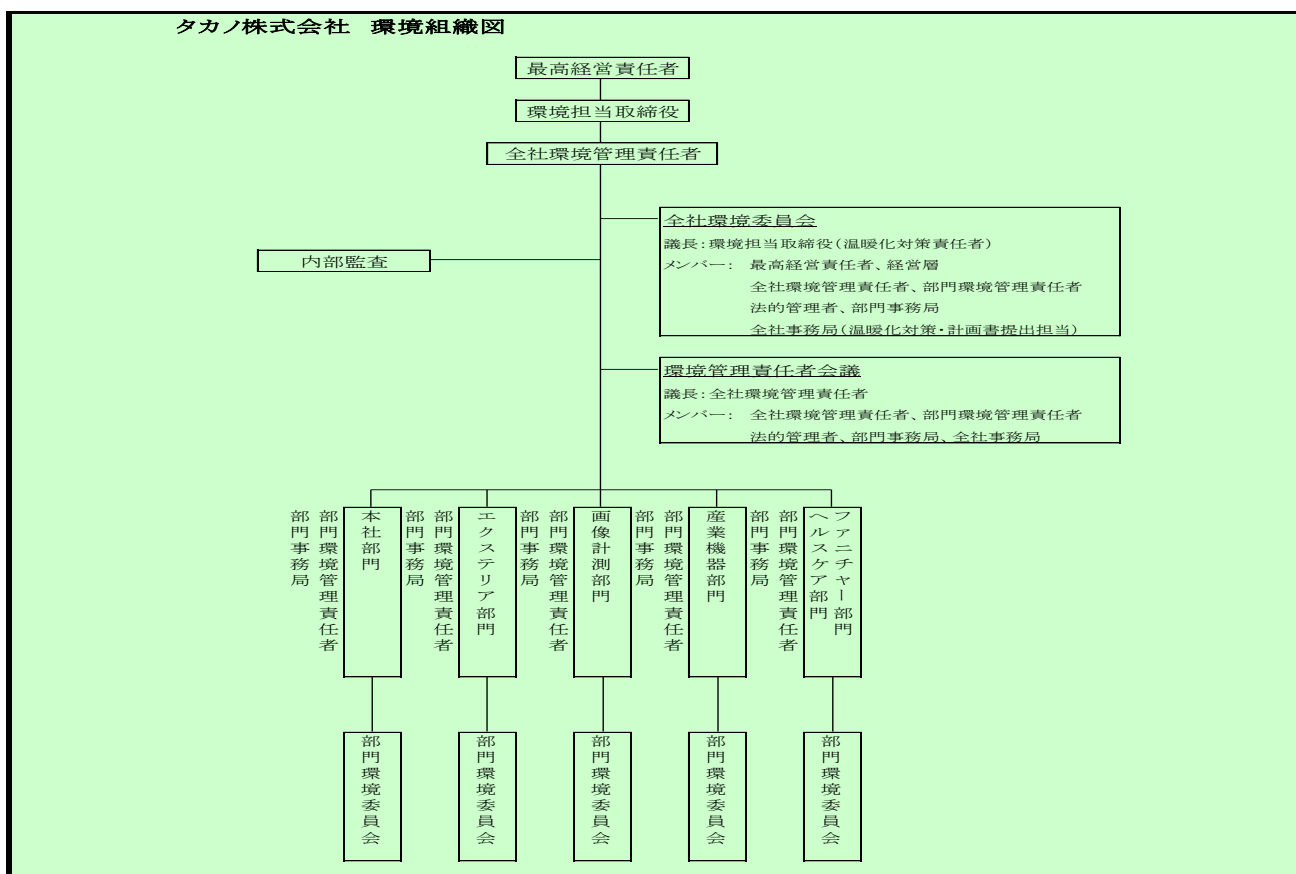 タカノ株式会社 環境組織図
最高経営責任者
環境担当取締役
全社環境管理責任者
全社環境委員会
議長:環境担当取締役(温暖化対策責任者)
メンバー: 最高経営責任者、経営層
全社環境管理責任者、部門環境管理責任者
法的管理者、部門事務局
全社事務局(温暖化対策・計画書提出担当)
内部監査
環境管理責任者会議
議長:全社環境管理責任者
メンバー: 全社環境管理責任者、部門環境管理責任者
法的管理者、部門事務局、全社事務局
部門事務局
部門環境管理責任者
本社部門
部門事務局
部門環境管理責任者
エクステリア部門
部門事務局
部門環境管理責任者
画像計測部門
部門事務局
部門環境管理責任者
産業機器部門
部門事務局
部門環境管理責任者
ファニチャー部門
ヘルスケア部門
部門環境委員会
部門環境委員会
部門環境委員会
部門環境委員会
部門環境委員会